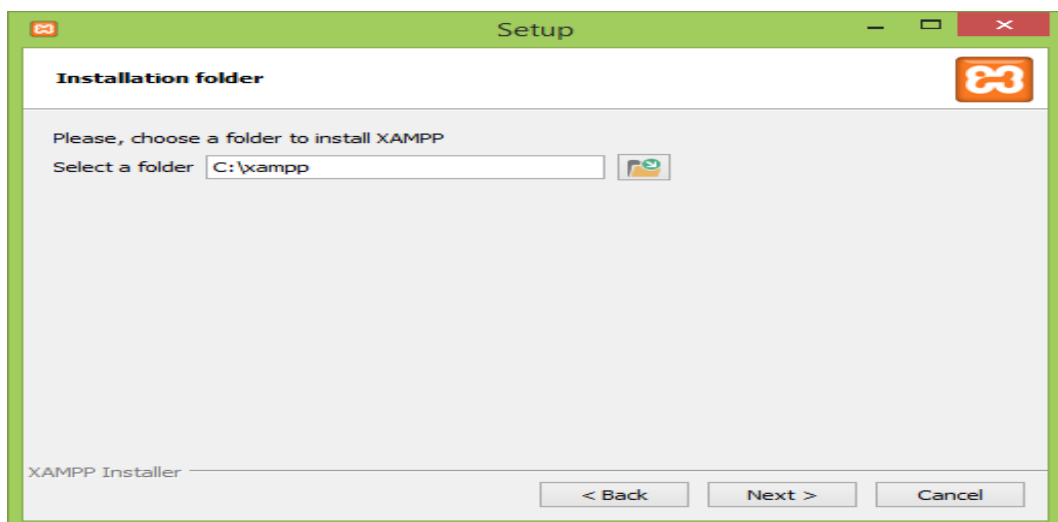 Setup
Installation folder
Please, choose a folder to install XAMPP
Select a folder C:\xampp
XAMPP Installer
< Back Next > Cancel